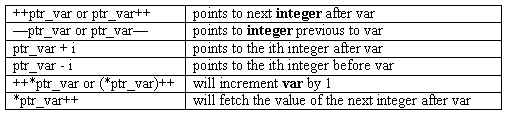 ++ptr_var or ptr_var++ points to next integer after var
—ptr_var or ptr_var— points to integer previous to var
ptr_var + i points to the ith integer after var
ptr_var - i points to the ith integer before var
++*ptr_var or (*ptr_var)++ will increment var by 1
*ptr_var++ will fetch the value of the next integer after var